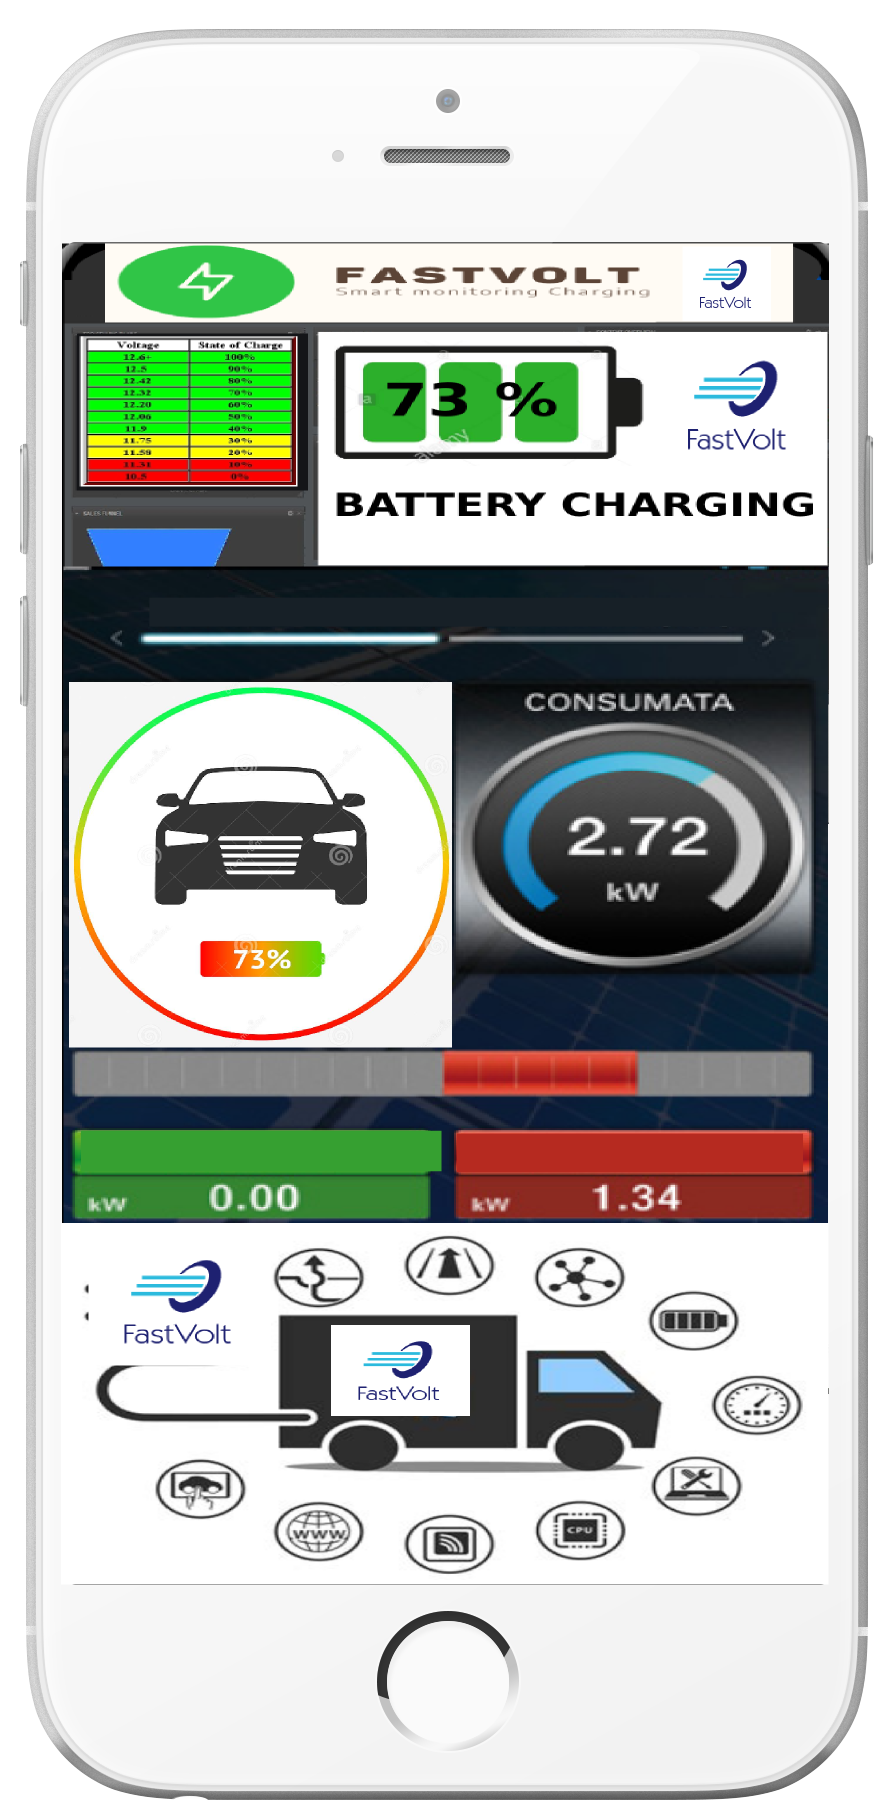 FASTVOLT
Smart monitoring Charging
FastVolt
Voltage State of Charge
12.6+ 100%
12.5 90%
12.42 80%
12.32 70%
12.20 60%
12.06 50%
11.9 40%
11.75 30%
11.58 20%
11.31 10%
10.5 0%
SALES FUNNEL
73 %
a
alamy
FastVolt
BATTERY CHARGING
CONSUMATA
2.72
kW
73%
kW 0.00
kW 1.34
FastVolt
FastVolt
WWW
CPU